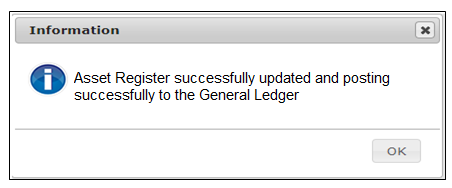 Information
Asset Register successfully updated and posting
successfully to the General Ledger
OK